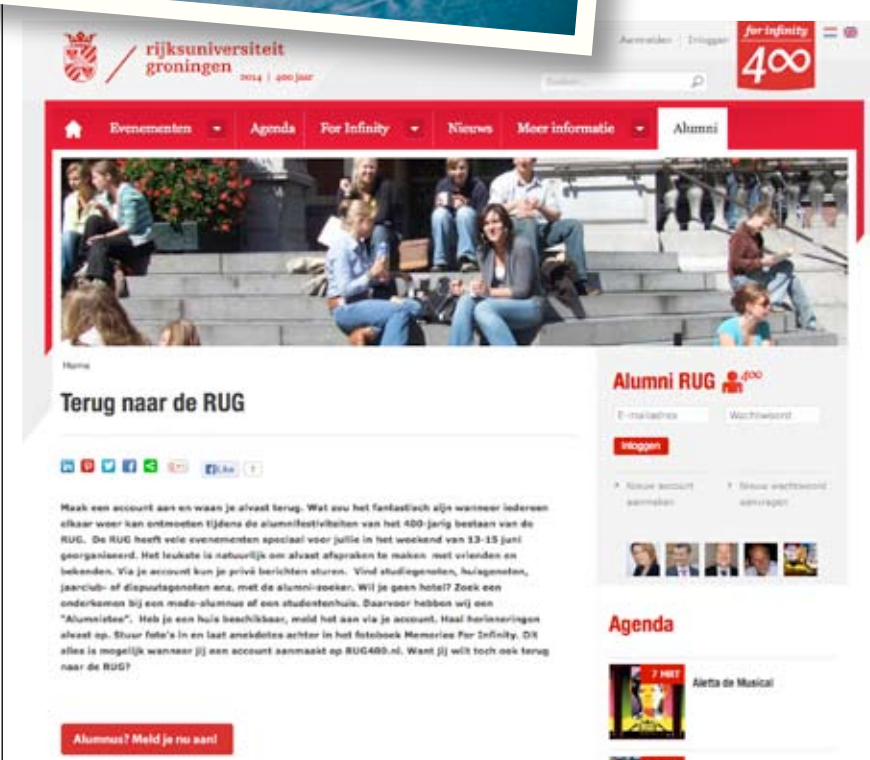 Aanmelden | Inloggen
for infinity
400
rijksuniversiteit
groningen
2014 | 400 jaar
Zoeken...
Evenementen Agenda For Infinity Nieuws Meer informatie Alumni
Home
Terug naar de RUG
Like
Maak een account aan en waan je alvast terug. Wat zou het fantastisch zijn wanneer iedereen
elkaar weer kan ontmoeten tijdens de alumnifestiviteiten van het 400-jarig bestaan van de
RUG. De RUG heeft vele evenementen speciaal voor jullie in het weekend van 13-15 juni
georganiseerd. Het leukste is natuurlijk om alvast afspraken te maken met vrienden en
bekenden. Via je account kun je privé berichten sturen. Vind studiegenoten, huisgenoten,
jaarclub- of dispuutsgenoten enz. met de alumni-zoeker. Wil je geen hotel? Zoek een
onderkomen bij een mede-alumnus of een studentenhuis. Daarvoor hebben wij een
"Alumnistee". Heb je een huis beschikbaar, meld het aan via je account. Haal herinneringen
alvast op. Stuur foto's in en laat anekdotes achter in het fotoboek Memories For Infinity. Dit
alles is mogelijk wanneer jij een account aanmaakt op RUG400.nl. Want jij wilt toch ook terug
naar de RUG?
Alumnus? Meld je nu aan!
Alumni RUG 400
E-mailadres Wachtwoord
Inloggen
Nieuw account
aanmaken
Nieuw wachtwoord
aanvragen
Agenda
7 MRT
Aletta de Musical